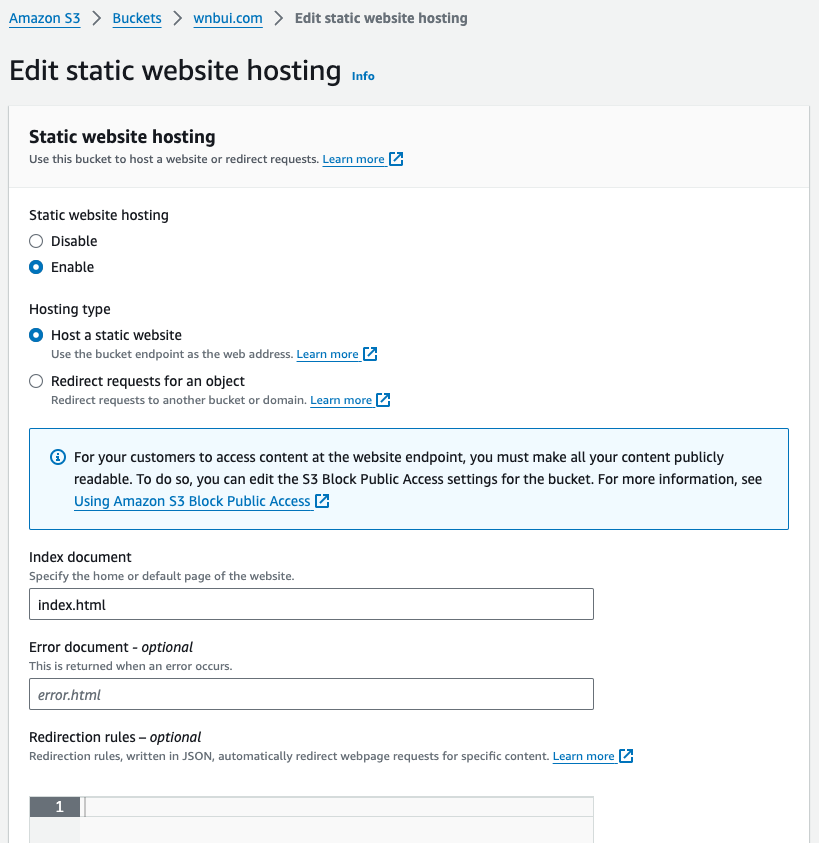 Amazon S3 > Buckets > wnbui.com > Edit static website hosting
Edit static website hosting Info
Static website hosting
Use this bucket to host a website or redirect requests. Learn more
Static website hosting
Disable
Enable
Hosting type
Host a static website
Use the bucket endpoint as the web address. Learn more
Redirect requests for an object
Redirect requests to another bucket or domain. Learn more
For your customers to access content at the website endpoint, you must make all your content publicly
readable. To do so, you can edit the S3 Block Public Access settings for the bucket. For more information, see
Using Amazon S3 Block Public Access
Index document
Specify the home or default page of the website.
index.html
Error document - optional
This is returned when an error occurs.
error.html
Redirection rules – optional
Redirection rules, written in JSON, automatically redirect webpage requests for specific content. Learn more
1